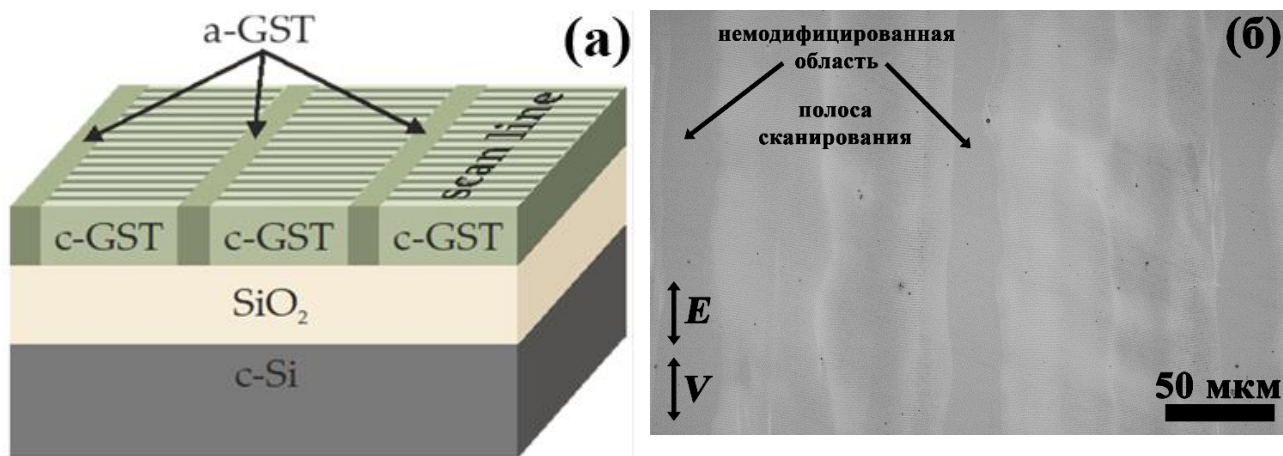 a-GST
(а)
scan line
c-GST
c-GST
c-GST
SiO₂
c-Si
немодифицированная
область
(б)
полоса
сканирования
E
V
50 мкм